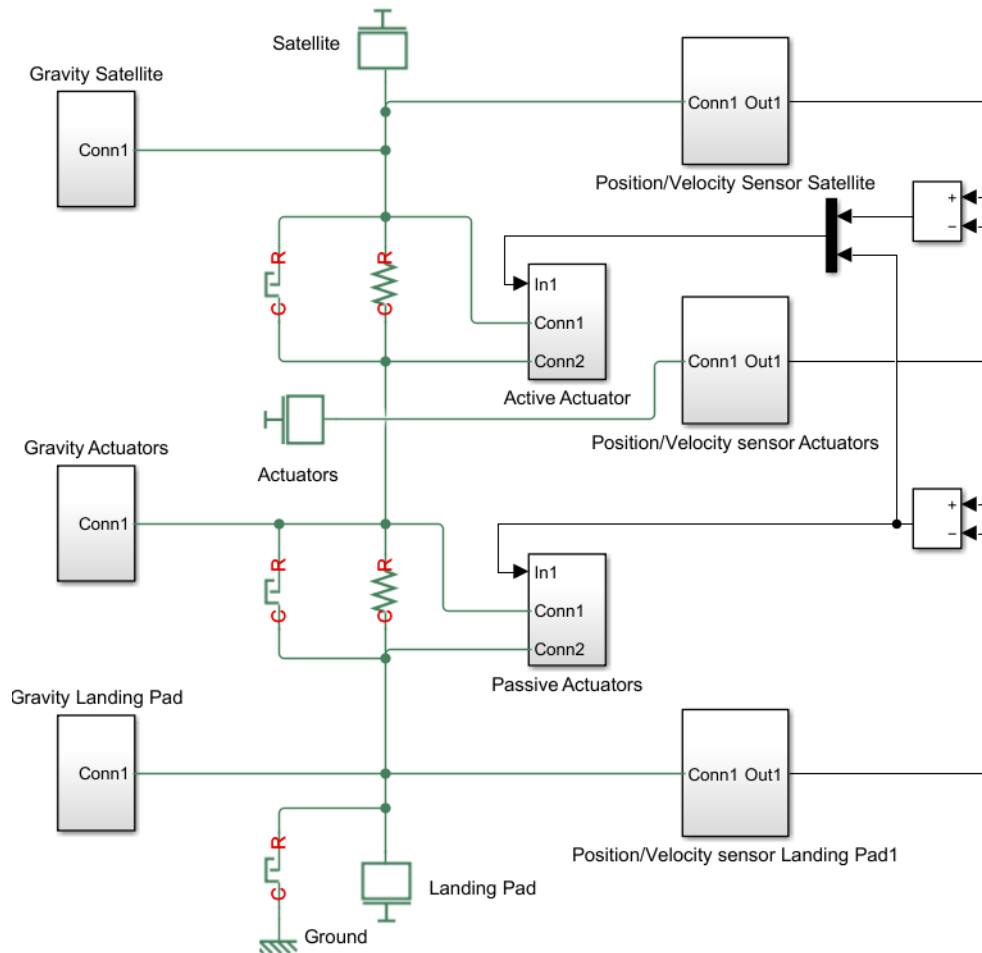 Satellite
Gravity Satellite
Conn1
Conn1 Out1
Position/Velocity Sensor Satellite
+
−
R
R
C
C
In1
Conn1
Conn2
Active Actuator
Conn1 Out1
Position/Velocity sensor Actuators
Actuators
Gravity Actuators
Conn1
+
−
R
R
C
C
In1
Conn1
Conn2
Passive Actuators
Gravity Landing Pad
Conn1
Conn1 Out1
Position/Velocity sensor Landing Pad1
R
C
Landing Pad
Ground